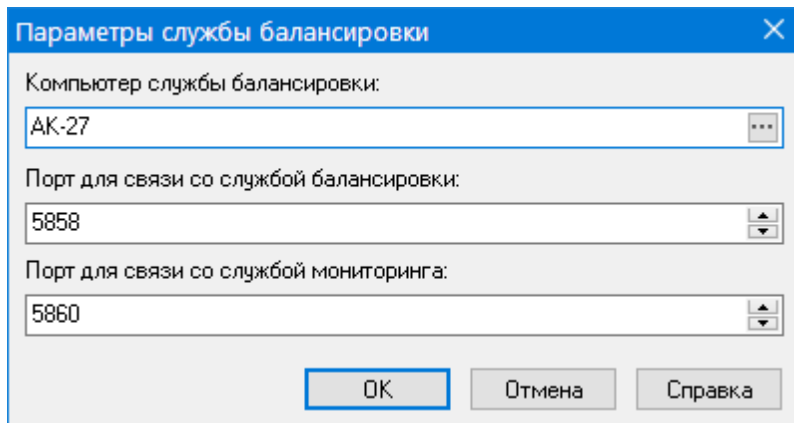 Параметры службы балансировки
Компьютер службы балансировки:
AK-27
...
Порт для связи со службой балансировки:
5858
Порт для связи со службой мониторинга:
5860
OK Отмена Справка